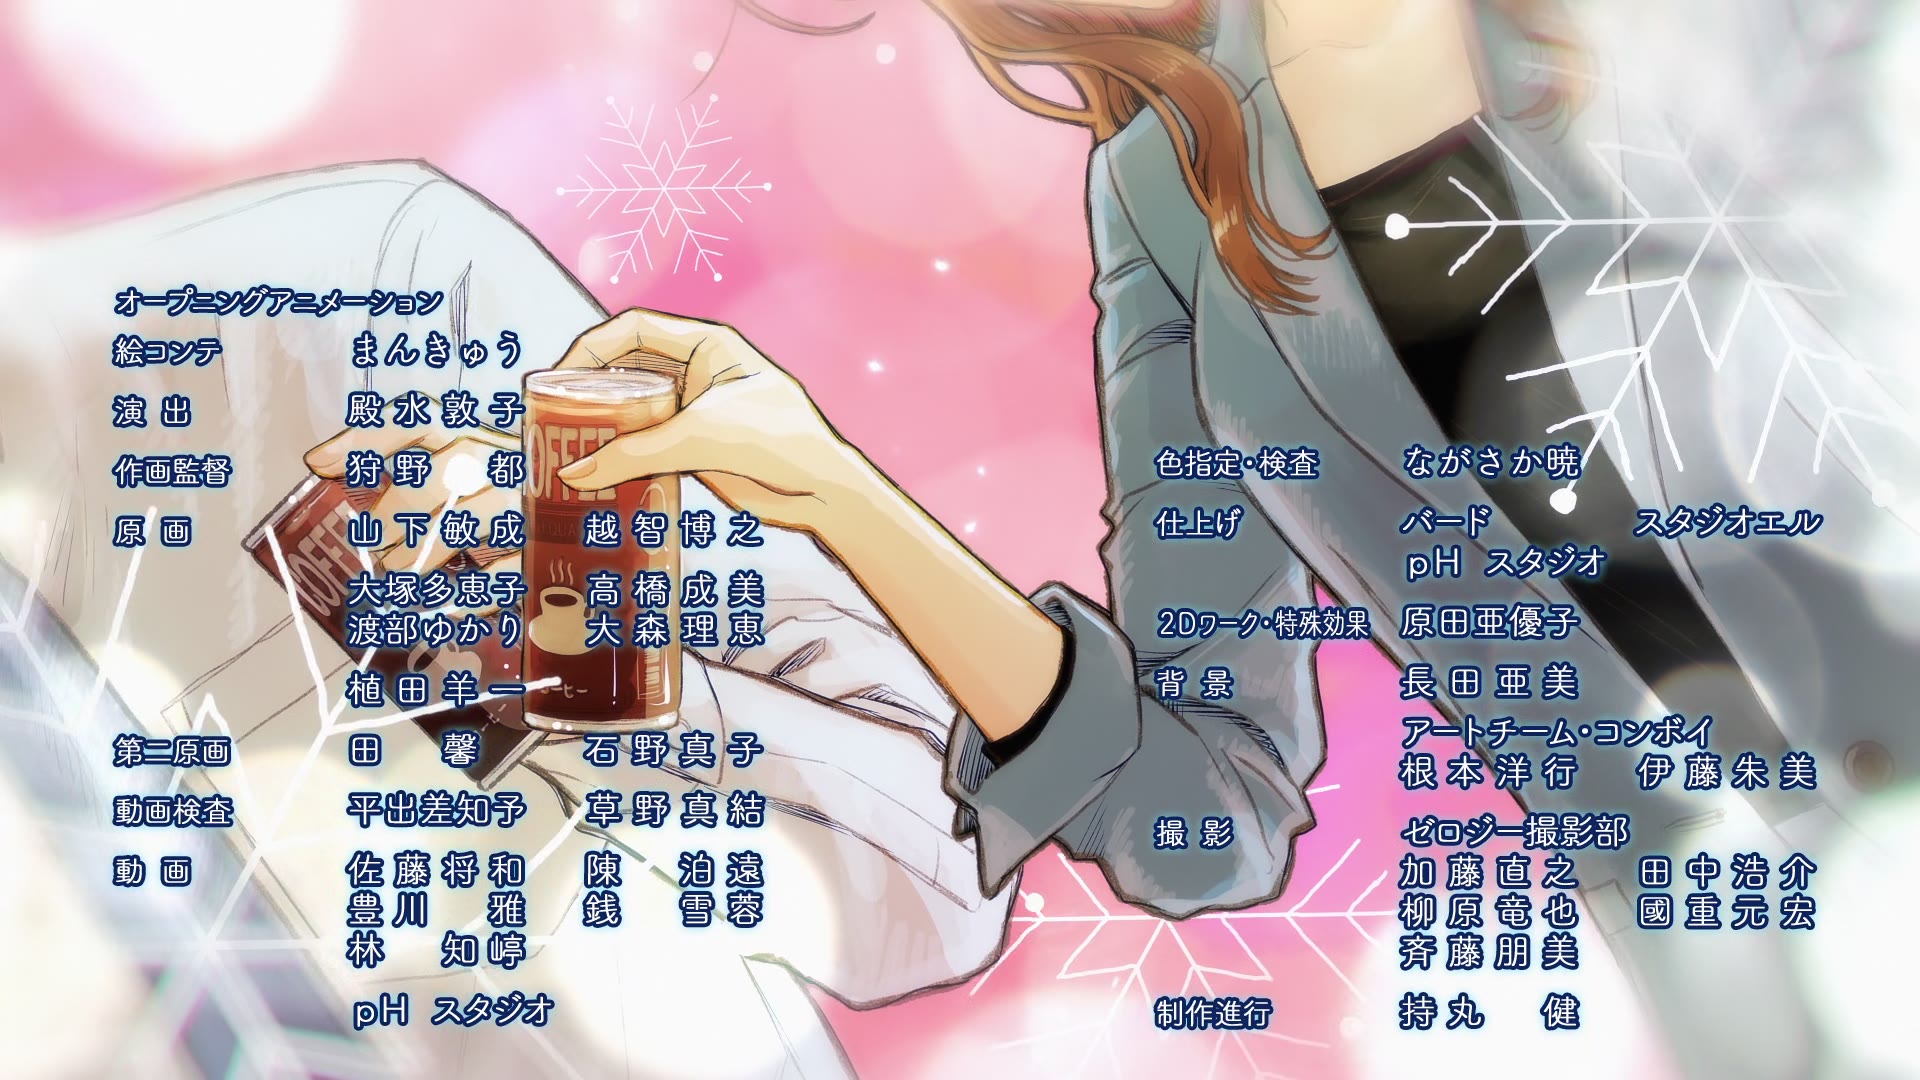 オープニングアニメーション
絵コンテ まんきゅう
演出 殿水敦子
作画監督 狩野 都
原画 山下敏成 越智博之
大塚多恵子 高橋成美
渡部ゆかり 大森理恵
植田羊一
第二原画 田 馨 石野真子
動画検査 平出差知予 草野真結
動画 佐藤将和 陳 泊遠
豊川 雅 銭 雪蓉
林 知崞
pH スタジオ
色指定・検査 ながさか暁
仕上げ バード スタジオエル
pH スタジオ
2Dワーク・特殊効果 原田亜優子
背景 長田亜美
アートチーム・コンボイ
根本洋行 伊藤朱美
撮影 ゼロジー撮影部
加藤直之 田中浩介
柳原竜也 國重元宏
斉藤朋美
制作進行 持丸 健
COFFEE
COFFEE
コーヒー